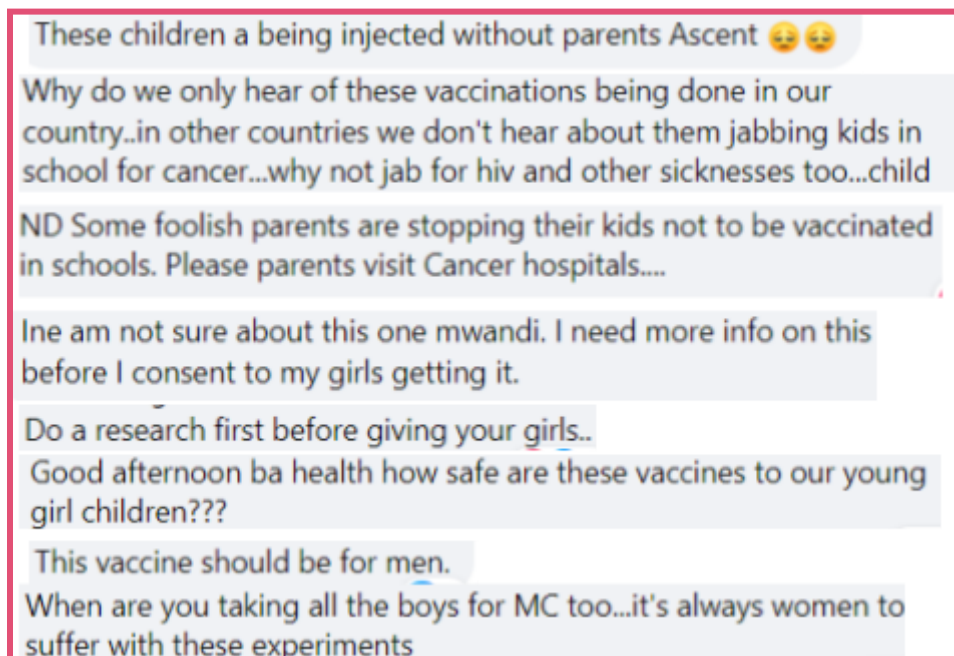 These children a being injected without parents Ascent 😔😔
Why do we only hear of these vaccinations being done in our
country..in other countries we don't hear about them jabbing kids in
school for cancer...why not jab for hiv and other sicknesses too...child
ND Some foolish parents are stopping their kids not to be vaccinated
in schools. Please parents visit Cancer hospitals....
Ine am not sure about this one mwandi. I need more info on this
before I consent to my girls getting it.
Do a research first before giving your girls..
Good afternoon ba health how safe are these vaccines to our young
girl children???
This vaccine should be for men.
When are you taking all the boys for MC too...it's always women to
suffer with these experiments